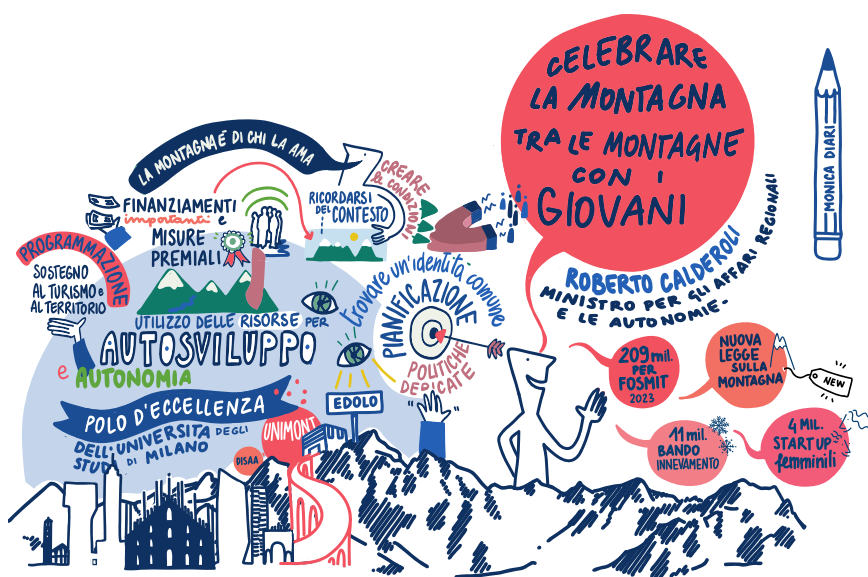 CELEBRARE
LA MONTAGNA
TRA LE MONTAGNE
CON I
GIOVANI
MONICA DIARI
ROBERTO CALDEROLI
MINISTRO PER GLI AFFARI REGIONALI
E LE AUTONOMIE-
LA MONTAGNA È DI CHI LA AMA
FINANZIAMENTI
importanti e
MISURE
PREMIALI
RICORDARSI
DEL CONTESTO
CREARE
le CONDIZIONI
PROGRAMMAZIONE
SOSTEGNO
AL TURISMO e
AL TERRITORIO
UTILIZZO DELLE RISORSE PER
AUTOSVILUPPO
e AUTONOMIA
trovare un'identità comune
PIANIFICAZIONE
"POLITICHE
DEDICATE"
POLO D'ECCELLENZA
DELL'UNIVERSITA DEGLI
STUDI DI MILANO
EDOLO
UNIMONT
DISAA
209 mil.
PER
FOSMIT
2023
NUOVA
LEGGE
SULLA
MONTAGNA
NEW
11 mil.
BANDO
INNEVAMENTO
4 MIL.
START UP
femminili